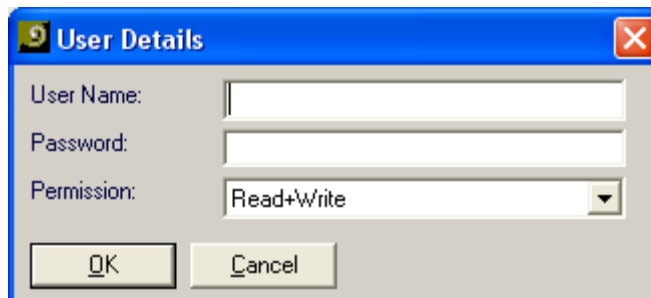 User Details
User Name:
Password:
Permission: Read+Write
OK Cancel